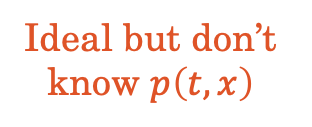 Ideal but don’t
know p(t, x)